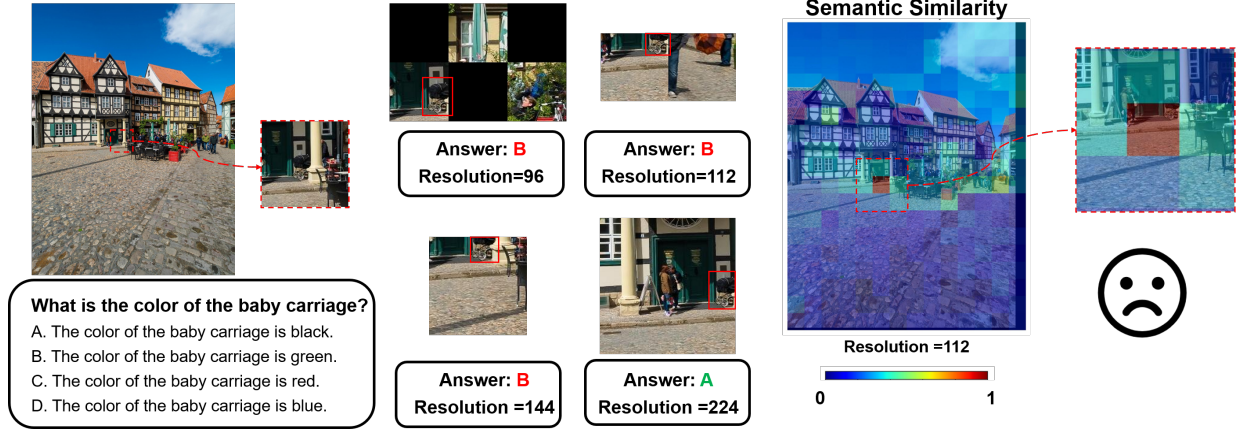 What is the color of the baby carriage?
A. The color of the baby carriage is black.
B. The color of the baby carriage is green.
C. The color of the baby carriage is red.
D. The color of the baby carriage is blue.
Answer: B
Resolution=96
Answer: B
Resolution=112
Answer: B
Resolution =144
Answer: A
Resolution =224
Semantic Similarity
Resolution =112
0
1